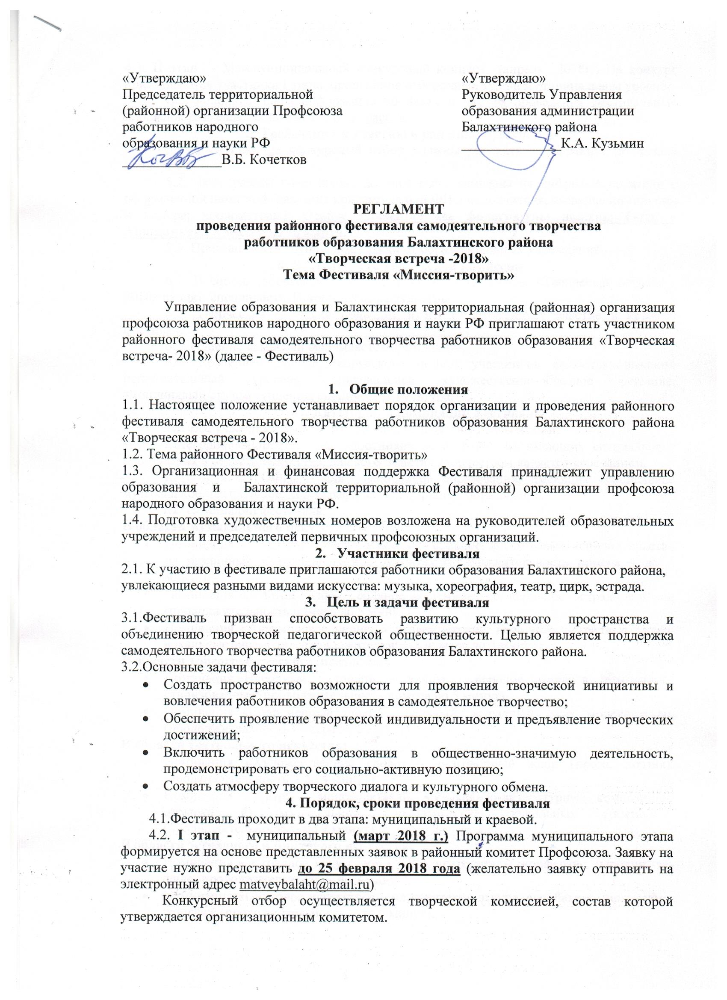 «Утверждаю»
Председатель территориальной
(районной) организации Профсоюза
работников народного
образования и науки РФ
______________В.Б. Кочетков
«Утверждаю»
Руководитель Управления
образования администрации
Балахтинского района
______________К.А. Кузьмин
РЕГЛАМЕНТ
проведения районного фестиваля самодеятельного творчества
работников образования Балахтинского района
«Творческая встреча -2018»
Тема Фестиваля «Миссия-творить»
Управление образования и Балахтинская территориальная (районная) организация
профсоюза работников народного образования и науки РФ приглашают стать участником
районного фестиваля самодеятельного творчества работников образования «Творческая
встреча- 2018» (далее - Фестиваль)
1. Общие положения
1.1. Настоящее положение устанавливает порядок организации и проведения районного
фестиваля самодеятельного творчества работников образования Балахтинского района
«Творческая встреча - 2018».
1.2. Тема районного Фестиваля «Миссия-творить»
1.3. Организационная и финансовая поддержка Фестиваля принадлежит управлению
образования и Балахтинской территориальной (районной) организации профсоюза
народного образования и науки РФ.
1.4. Подготовка художественных номеров возложена на руководителей образовательных
учреждений и председателей первичных профсоюзных организаций.
2. Участники фестиваля
2.1. К участию в фестивале приглашаются работники образования Балахтинского района,
увлекающиеся разными видами искусства: музыка, хореография, театр, цирк, эстрада.
3. Цель и задачи фестиваля
3.1.Фестиваль призван способствовать развитию культурного пространства и
объединению творческой педагогической общественности. Целью является поддержка
самодеятельного творчества работников образования Балахтинского района.
3.2.Основные задачи фестиваля:
• Создать пространство возможности для проявления творческой инициативы и
вовлечения работников образования в самодеятельное творчество;
• Обеспечить проявление творческой индивидуальности и предъявление творческих
достижений;
• Включить работников образования в общественно-значимую деятельность,
продемонстрировать его социально-активную позицию;
• Создать атмосферу творческого диалога и культурного обмена.
4. Порядок, сроки проведения фестиваля
4.1.Фестиваль проходит в два этапа: муниципальный и краевой.
4.2. I этап - муниципальный (март 2018 г.) Программа муниципального этапа
формируется на основе представленных заявок в районный комитет Профсоюза. Заявку на
участие нужно представить до 25 февраля 2018 года (желательно заявку отправить на
электронный адрес matveybalaht@mail.ru)
Конкурсный отбор осуществляется творческой комиссией, состав которой
утверждается организационным комитетом.